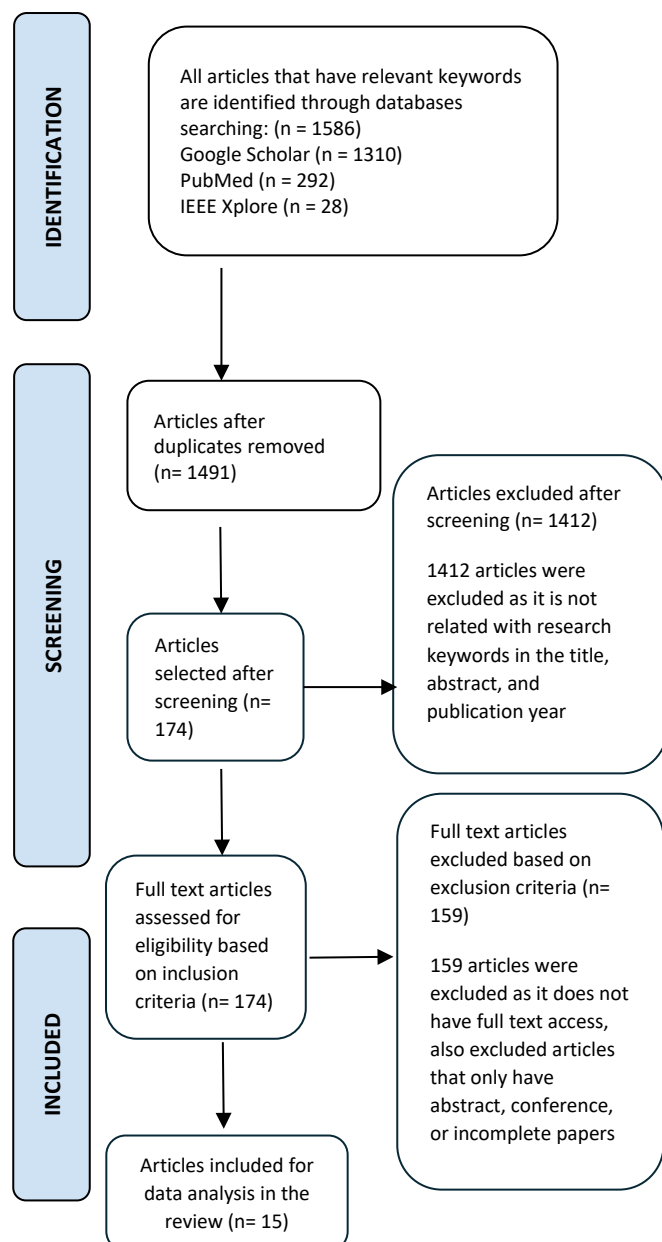 IDENTIFICATION
All articles that have relevant keywords
are identified through databases
searching: (n = 1586)
Google Scholar (n = 1310)
PubMed (n = 292)
IEEE Xplore (n = 28)
SCREENING
Articles after
duplicates removed
(n= 1491)
Articles excluded after
screening (n= 1412)
1412 articles were
excluded as it is not
related with research
keywords in the title,
abstract, and
publication year
Articles
selected after
screening (n=
174)
Full text articles
assessed for
eligibility based
on inclusion
criteria (n= 174)
Full text articles
excluded based on
exclusion criteria (n=
159)
159 articles were
excluded as it does not
have full text access,
also excluded articles
that only have
abstract, conference,
or incomplete papers
INCLUDED
Articles included for
data analysis in the
review (n= 15)